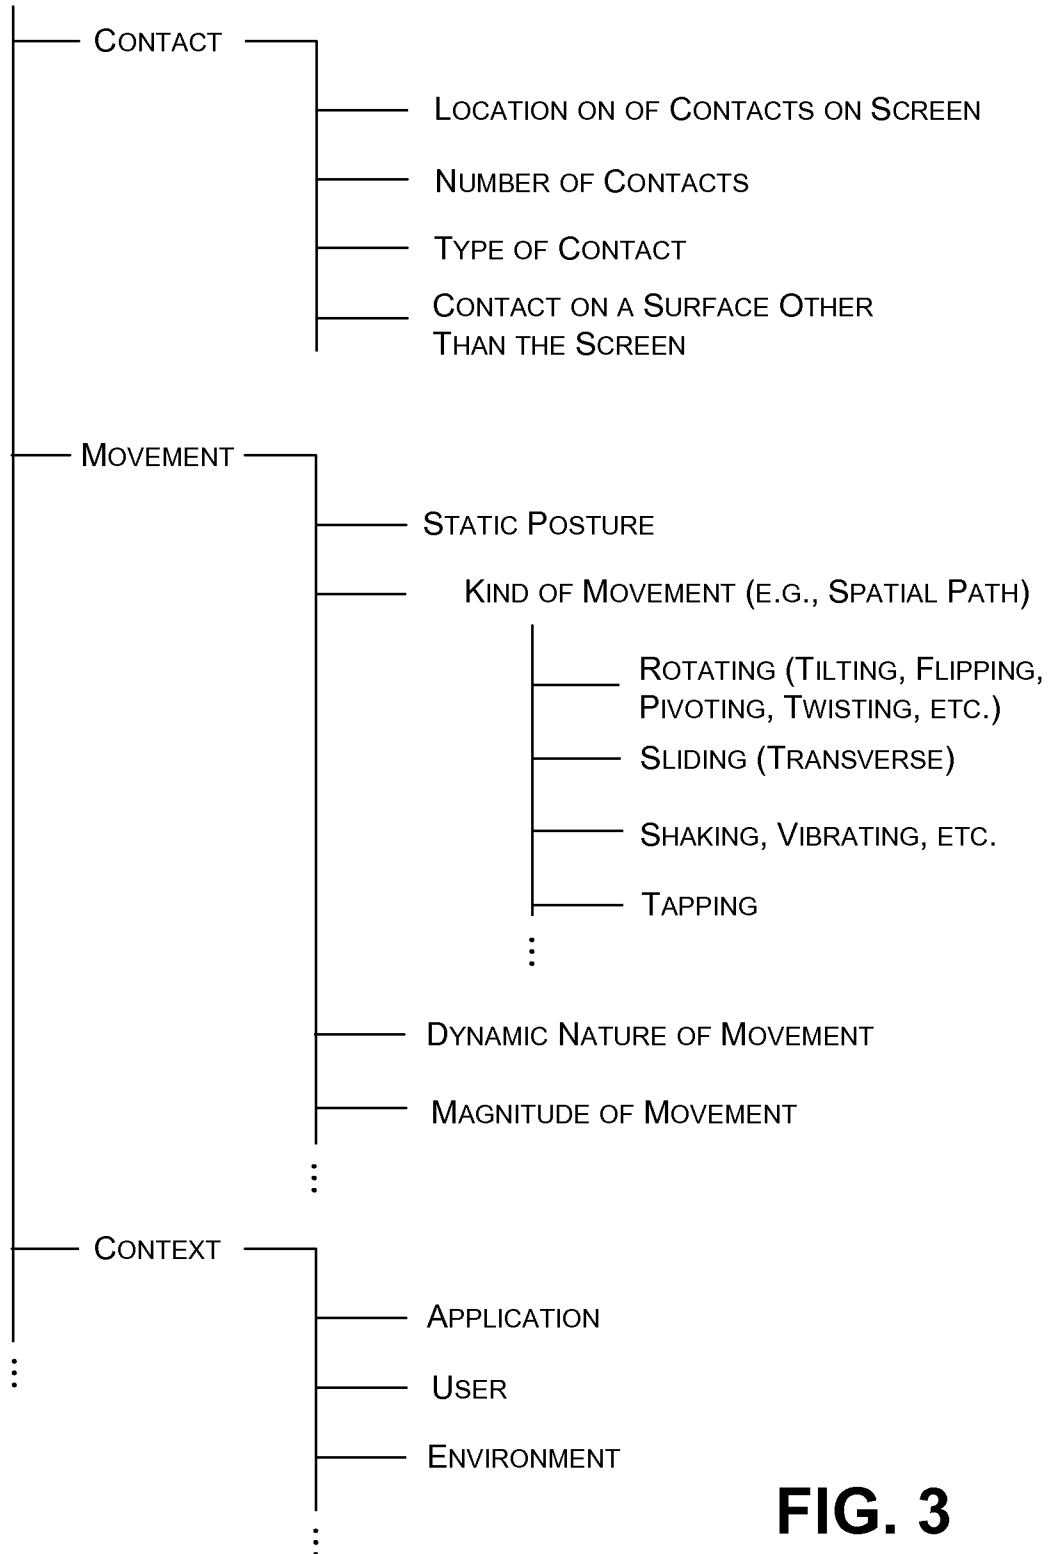 CONTACT
LOCATION ON OF CONTACTS ON SCREEN
NUMBER OF CONTACTS
TYPE OF CONTACT
CONTACT ON A SURFACE OTHER
THAN THE SCREEN
MOVEMENT
STATIC POSTURE
KIND OF MOVEMENT (E.G., SPATIAL PATH)
ROTATING (TILTING, FLIPPING,
PIVOTING, TWISTING, ETC.)
SLIDING (TRANSVERSE)
SHAKING, VIBRATING, ETC.
TAPPING
DYNAMIC NATURE OF MOVEMENT
MAGNITUDE OF MOVEMENT
CONTEXT
APPLICATION
USER
ENVIRONMENT
FIG. 3